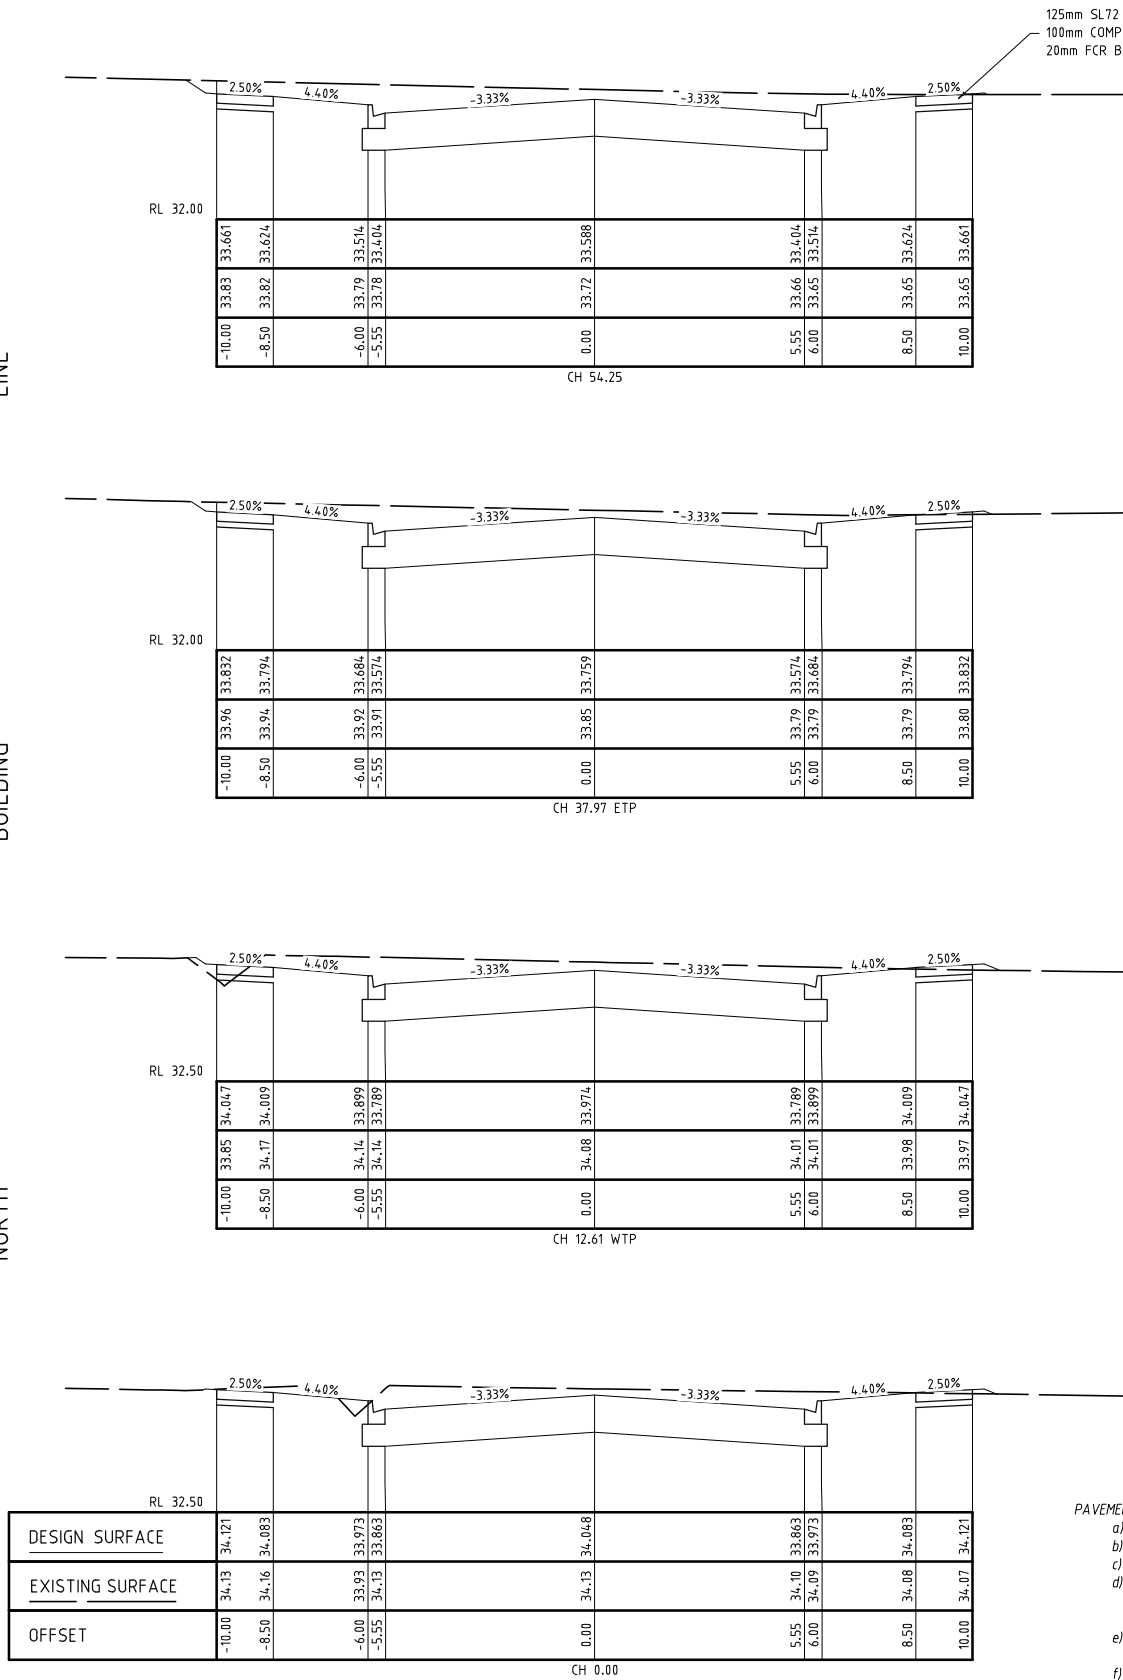 125mm SL72
100mm COMP
20mm FCR B
2.50% 4.40% -3.33% -3.33% 4.40% 2.50%
RL 32.00
33.661 33.624 33.514 33.404 33.588 33.404 33.514 33.624 33.661
33.83 33.82 33.79 33.78 33.72 33.66 33.65 33.65 33.65
-10.00 -8.50 -6.00 -5.55 0.00 5.55 6.00 8.50 10.00
CH 54.25
LINE
2.50% 4.40% -3.33% -3.33% 4.40% 2.50%
RL 32.00
33.832 33.794 33.684 33.574 33.759 33.574 33.684 33.794 33.832
33.96 33.94 33.92 33.91 33.85 33.79 33.79 33.79 33.80
-10.00 -8.50 -6.00 -5.55 0.00 5.55 6.00 8.50 10.00
CH 37.97 ETP
BUILDING
2.50% 4.40% -3.33% -3.33% 4.40% 2.50%
RL 32.50
34.047 34.009 33.899 33.789 33.974 33.789 33.899 34.009 34.047
33.85 34.17 34.14 34.14 34.08 34.01 34.01 33.98 33.97
-10.00 -8.50 -6.00 -5.55 0.00 5.55 6.00 8.50 10.00
CH 12.61 WTP
NORTH
2.50% 4.40% -3.33% -3.33% 4.40% 2.50%
RL 32.50
DESIGN SURFACE 34.121 34.083 33.973 33.863 34.048 33.863 33.973 34.083 34.121
EXISTING SURFACE 34.13 34.16 33.93 34.13 34.13 34.10 34.09 34.08 34.07
OFFSET -10.00 -8.50 -6.00 -5.55 0.00 5.55 6.00 8.50 10.00
CH 0.00
PAVEME
a)
b)
c)
d)
e)
f)